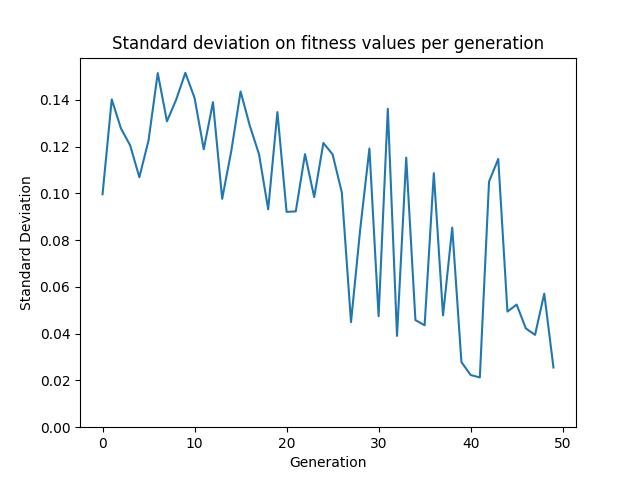 Standard deviation on fitness values per generation
0.14
0.12
0.10
0.08
0.06
0.04
0.02
0.00
Standard Deviation
0 10 20 30 40 50
Generation